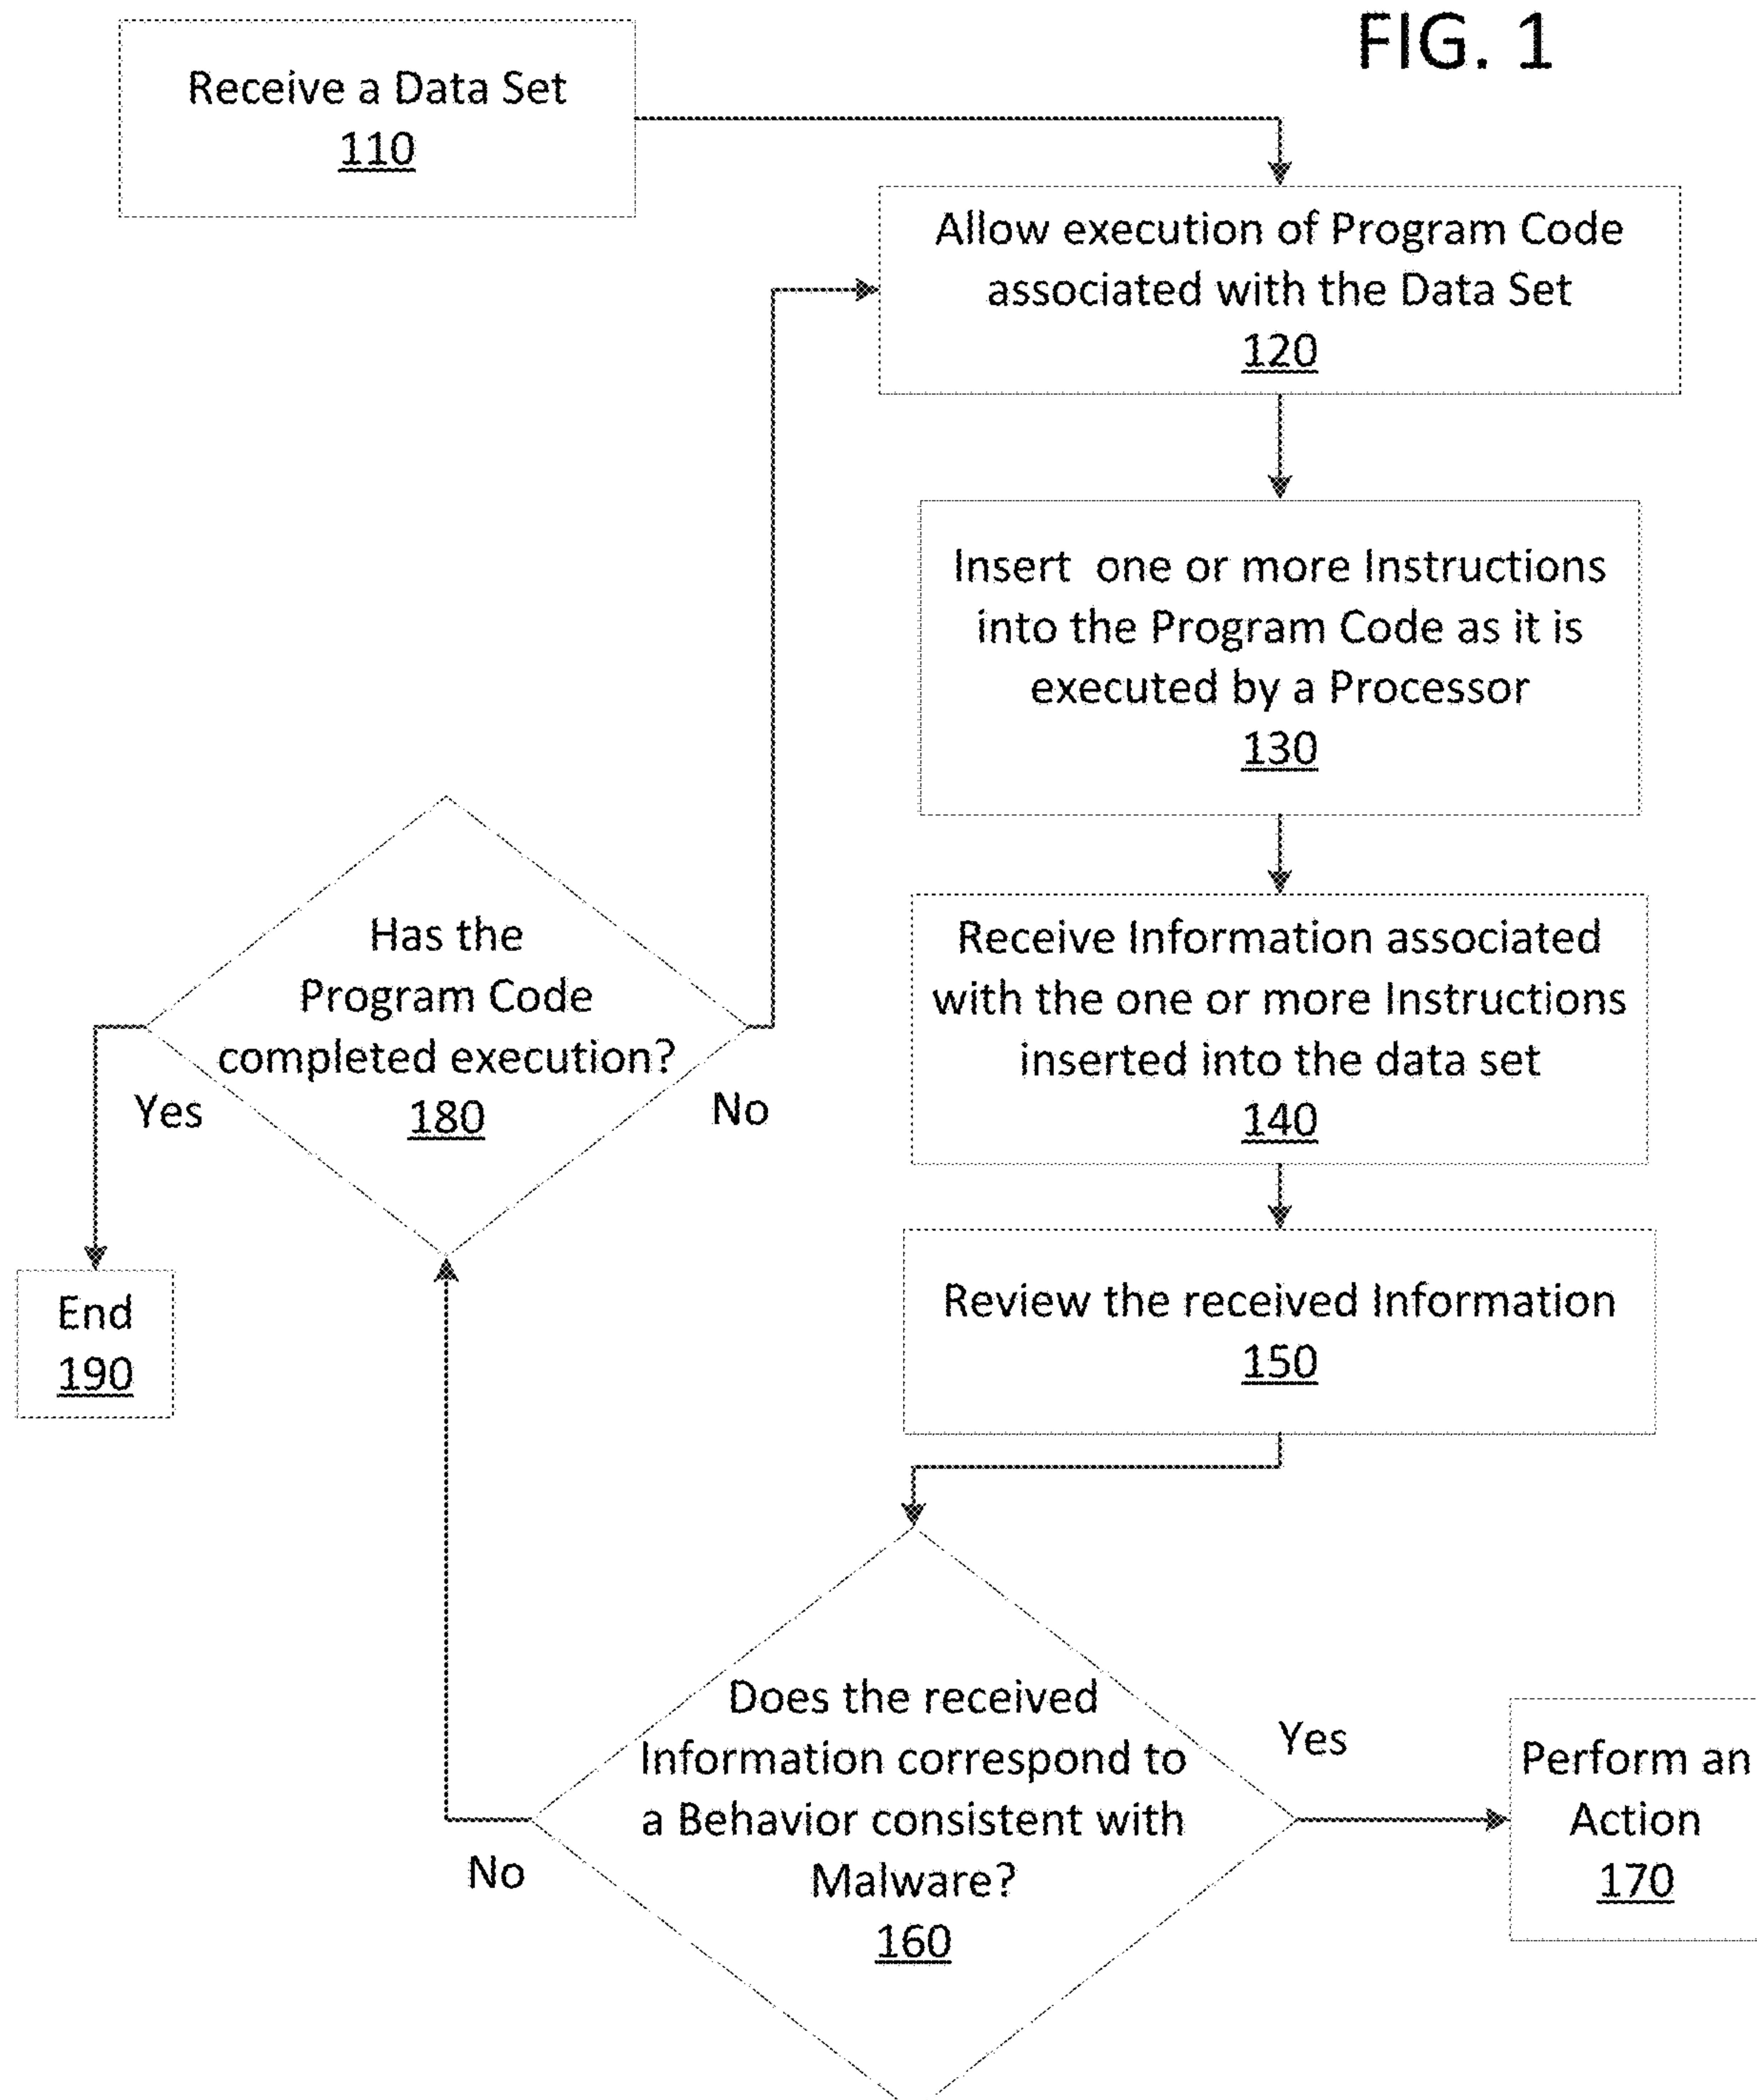 FIG. 1
Receive a Data Set
110
Allow execution of Program Code
associated with the Data Set
120
Insert one or more Instructions
into the Program Code as it is
executed by a Processor
130
Receive Information associated
with the one or more Instructions
inserted into the data set
140
Review the received Information
150
Does the received
Information correspond to
a Behavior consistent with
Malware?
160
Yes
No
Perform an
Action
170
Has the
Program Code
completed execution?
180
Yes
No
End
190